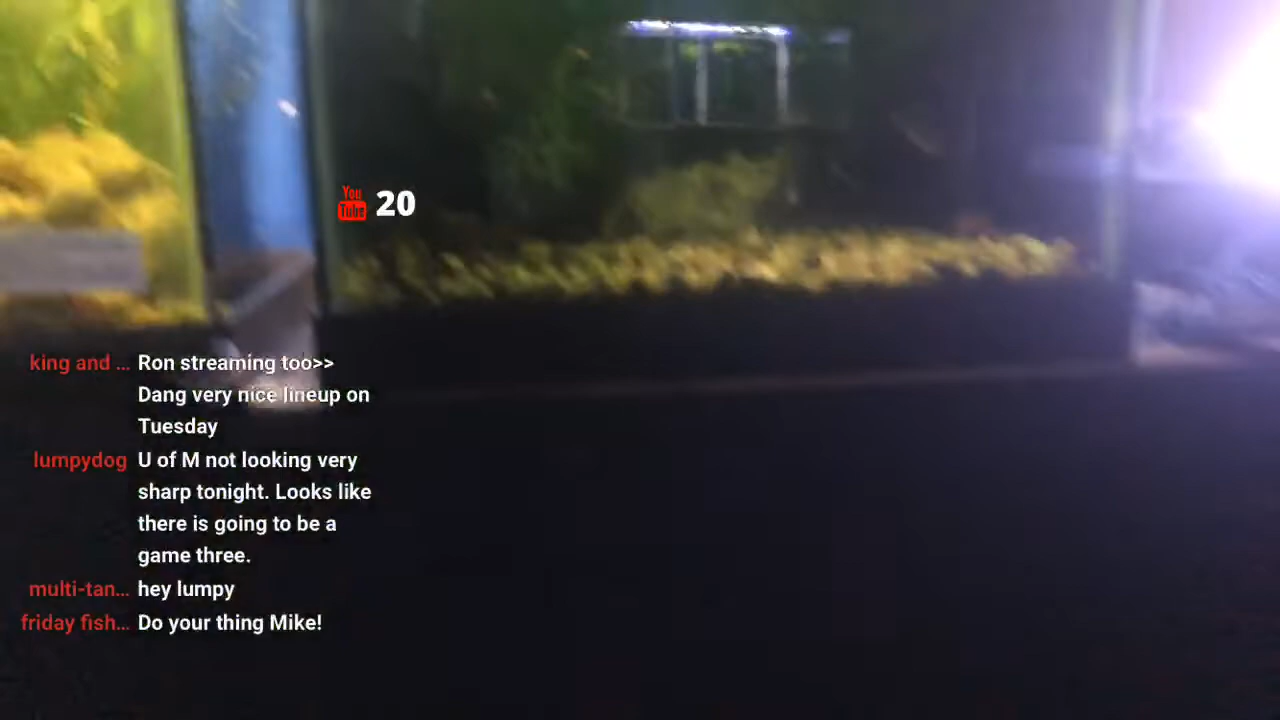 You
Tube 20
king and ... Ron streaming too>>
Dang very nice lineup on
Tuesday
lumpydog U of M not looking very
sharp tonight. Looks like
there is going to be a
game three.
multi-tan... hey lumpy
friday fish... Do your thing Mike!